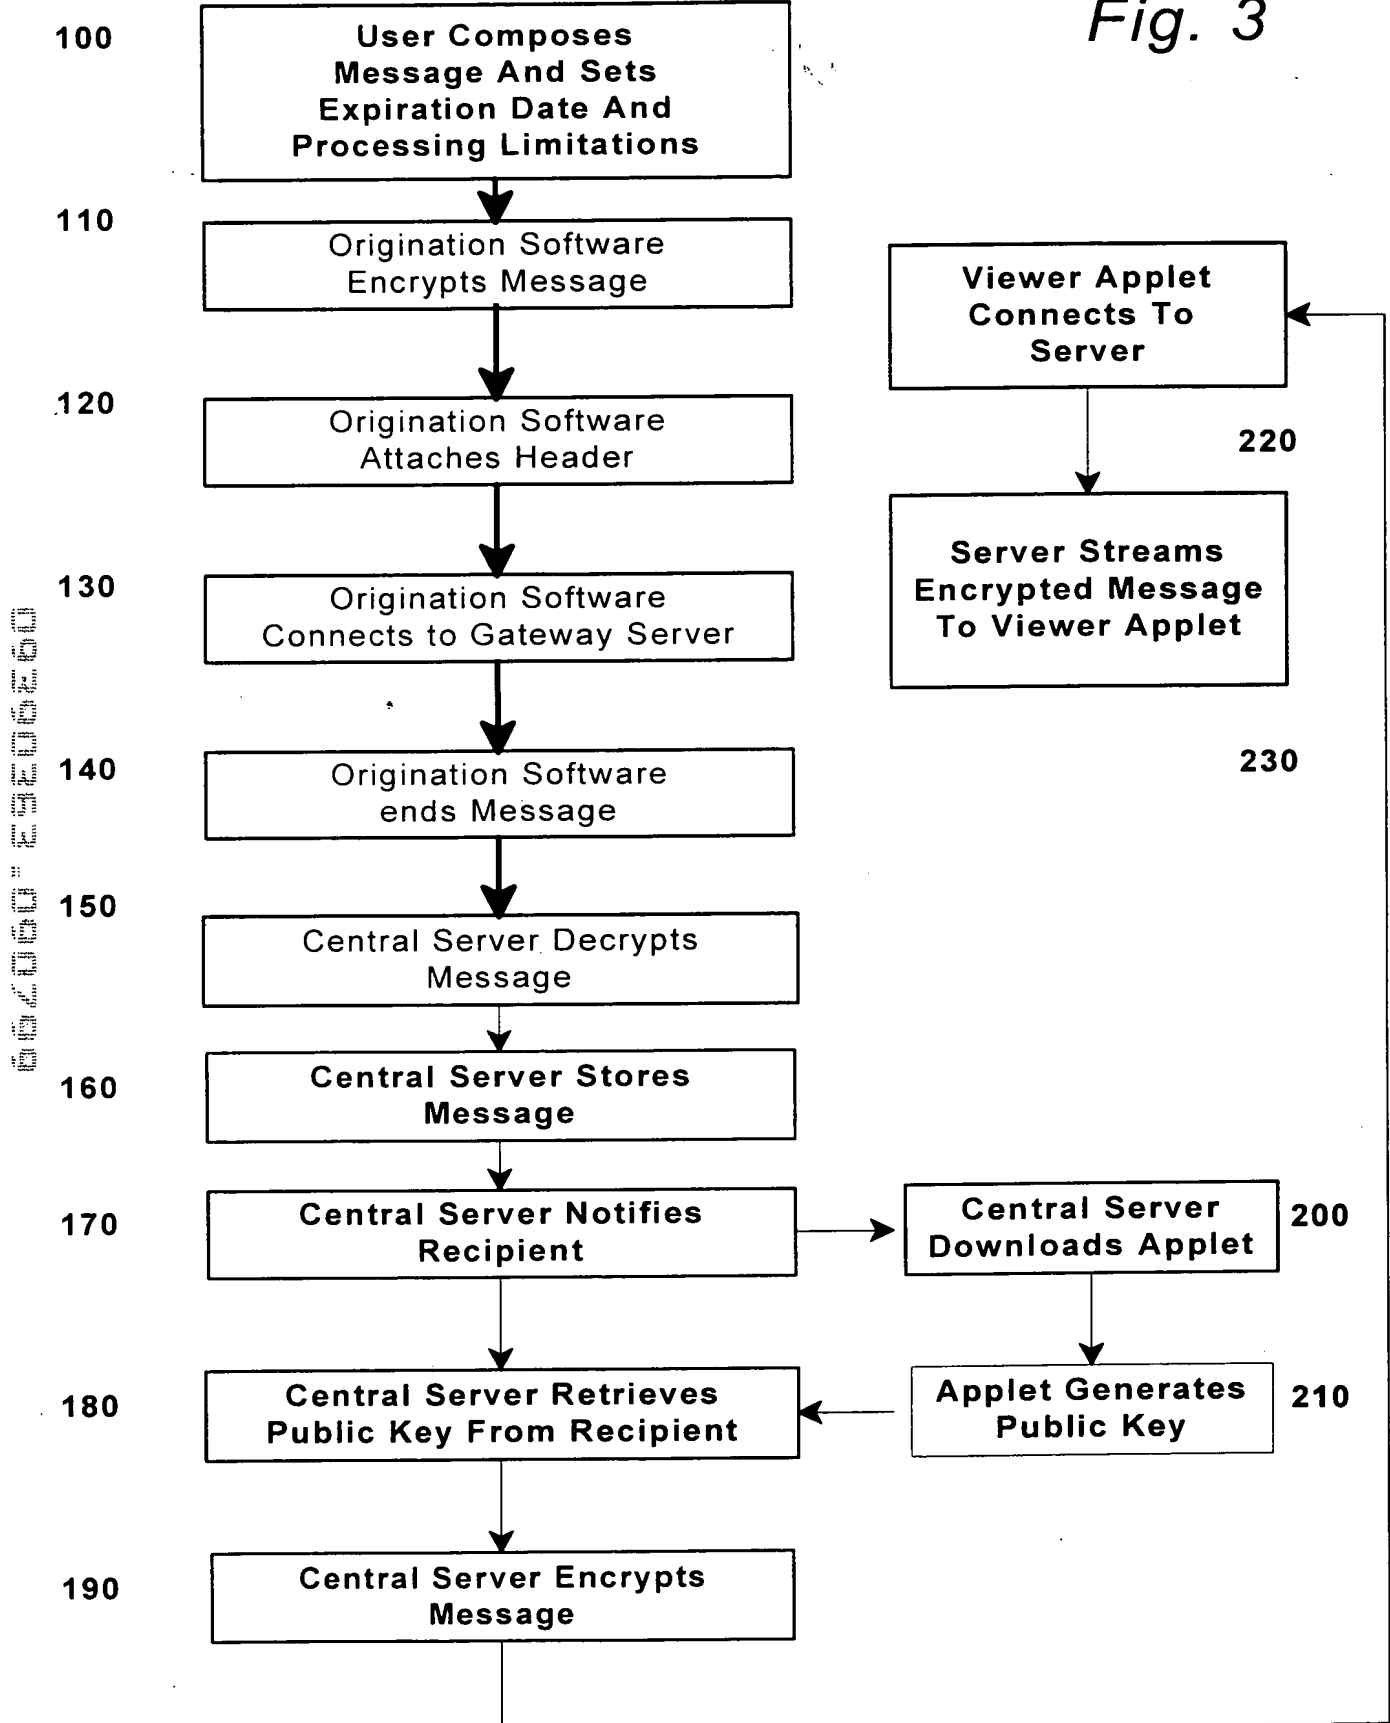 Fig. 3
100
User Composes
Message And Sets
Expiration Date And
Processing Limitations
110
Origination Software
Encrypts Message
120
Origination Software
Attaches Header
130
Origination Software
Connects to Gateway Server
140
Origination Software
ends Message
150
Central Server Decrypts
Message
160
Central Server Stores
Message
170
Central Server Notifies
Recipient
180
Central Server Retrieves
Public Key From Recipient
190
Central Server Encrypts
Message
Central Server
Downloads Applet
200
Applet Generates
Public Key
210
Viewer Applet
Connects To
Server
220
Server Streams
Encrypted Message
To Viewer Applet
230